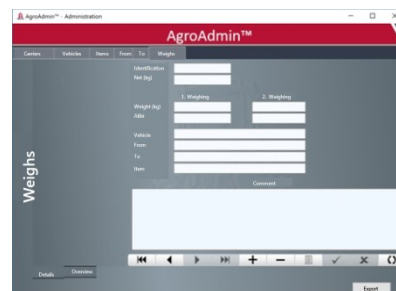 AgroAdmin™ - Administration
AgroAdmin™
Carriers Vehicles Items From To Weighs
Identification
Net (kg)
1. Weighing 2. Weighing
Weight (kg)
Alibi
Vehicle
From
To
Item
Comment
Weighs
Details Overview
Export